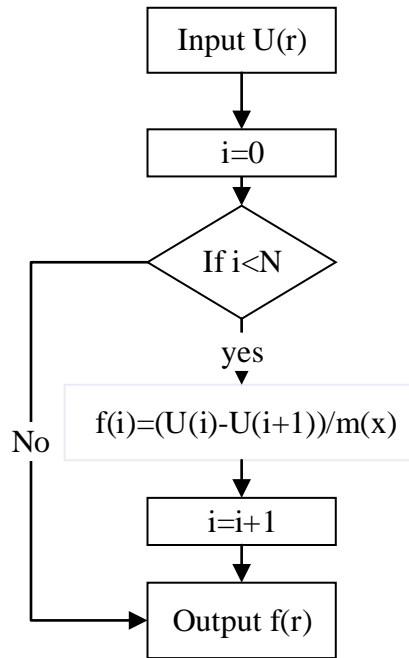 Input U(r)
i=0
If i<N
yes
f(i)=(U(i)-U(i+1))/m(x)
No
i=i+1
Output f(r)